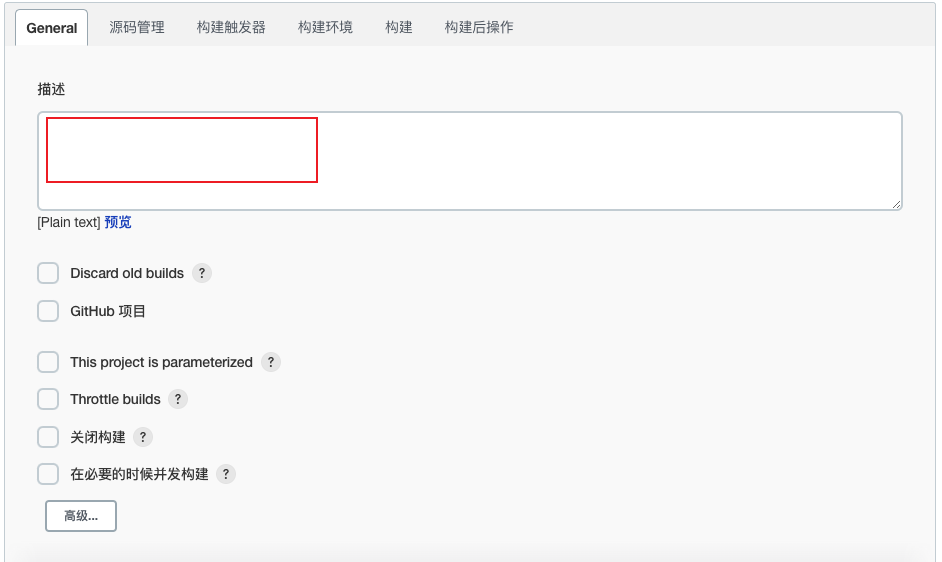 General 源码管理 构建触发器 构建环境 构建 构建后操作
描述
[Plain text] 预览
Discard old builds ?
GitHub 项目
This project is parameterized ?
Throttle builds ?
关闭构建 ?
在必要的时候并发构建 ?
高级...